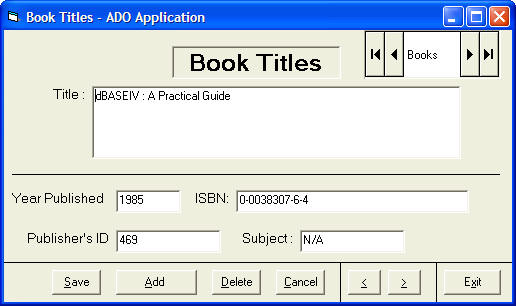 Book Titles - ADO Application
Book Titles
Books
Title : dBASEIV : A Practical Guide
Year Published 1985 ISBN: 0-0038307-6-4
Publisher's ID 469 Subject : N/A
Save Add Delete Cancel < > Exit